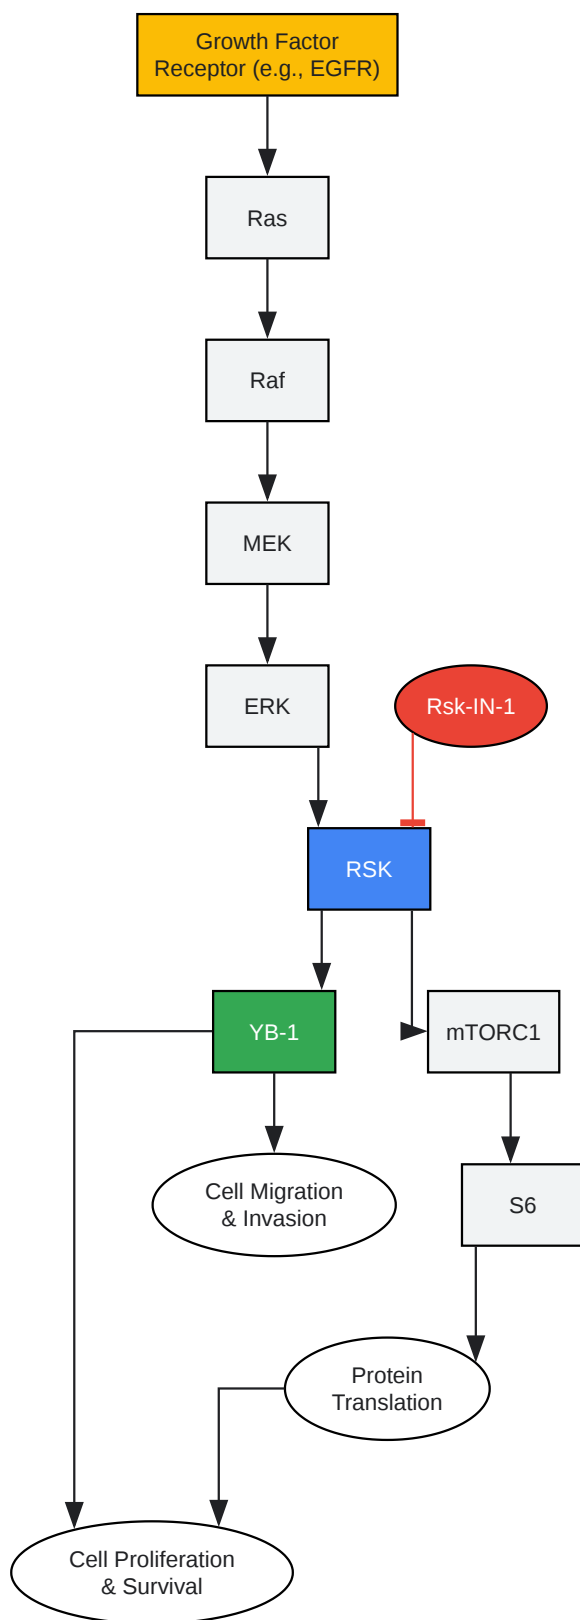 Growth Factor
Receptor (e.g., EGFR)
Ras
Raf
MEK
ERK
Rsk-IN-1
RSK
YB-1
mTORC1
Cell Migration
& Invasion
S6
Protein
Translation
Cell Proliferation
& Survival